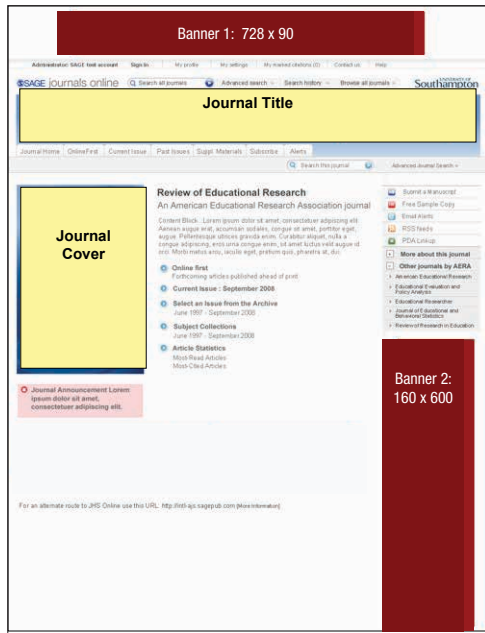 Banner 1: 728 x 90
Administrator: SAGE test account Sign In My profile My settings My marked citations (0) Contact us Help
SAGE journals online Search all journals Advanced search Search history Browse all journals UNIVERSITY OF Southampton
Journal Title
Journal Home OnlineFirst Current Issue Past Issues Suppl. Materials Subscribe Alerts
Search this journal Advanced Journal Search
Journal
Cover
Review of Educational Research
An American Educational Research Association journal
Content Block. Lorem ipsum dolor sit amet, consectetuer adipiscing elit.
Aenean augue erat, accumsan sodales, congue sit amet, porttitor eget,
augue. Pellentesque ultrices gravida enim. Curabitur aliquet, nulla a
congue adipiscing, eros urna congue enim, sit amet luctus velit augue id
orci. Morbi metus arcu, iaculis eget, pretium quis, pharetra at, dui.
Online first
Forthcoming articles published ahead of print
Current Issue : September 2008
Select an Issue from the Archive
June 1997 - September 2008
Subject Collections
June 1997 - September 2008
Article Statistics
Most-Read Articles
Most-Cited Articles
Submit a Manuscript
Free Sample Copy
Email Alerts
RSS feeds
PDA Linkup
More about this journal
Other journals by AERA
American Educational Research
Educational Evaluation and
Policy Analysis
Educational Researcher
Journal of Educational and
Behavioral Statistics
Review of Research in Education
Banner 2:
160 x 600
Journal Announcement Lorem
ipsum dolor sit amet,
consectetuer adipiscing elit.
For an alternate route to JHS Online use this URL: http://intl-ajs.sagepub.com [More Information]